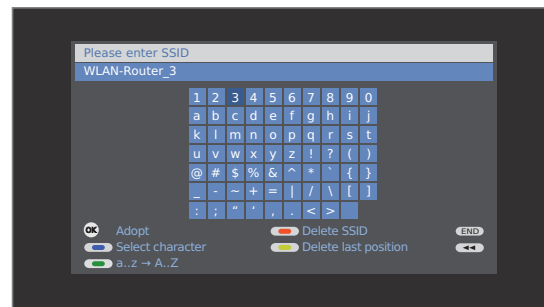 Please enter SSID
WLAN-Router_3
1 2 3 4 5 6 7 8 9 0
a b c d e f g h i j
k l m n o p q r s t
u v w x y z ! ? ( )
@ # $ % & ^ * ` { }
_ - ~ + = | / \ [ ]
: ; “ ‘ , . < >
OK Adopt Delete SSID END
Select character Delete last position ◄◄
a..z → A..Z